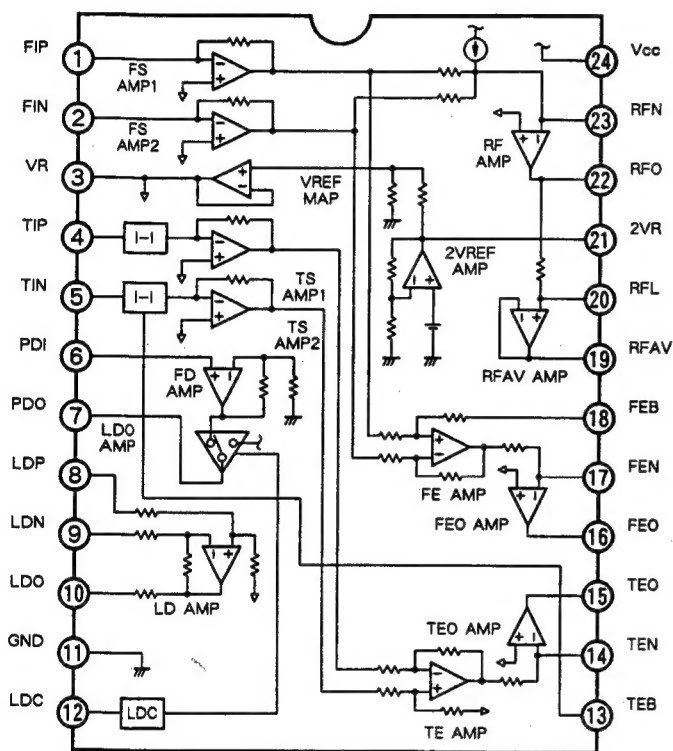 FIP
1
FS
AMP1
FIN
2
FS
AMP2
VR
3
VREF
MAP
TIP
4
I-I
TIN
5
I-I
TS
AMP1
TS
AMP2
PDI
6
FD
AMP
PDO
7
LDO
AMP
LDP
8
LDN
9
LDO
10
LD AMP
GND
11
LDC
12
LDC
24
Vcc
23
RFN
RF
AMP
22
RFO
21
2VR
2VREF
AMP
20
RFL
19
RFAV
RFAV AMP
18
FEB
17
FEN
FE AMP
FEO AMP
16
FEO
15
TEO
TEO AMP
14
TEN
13
TEB
TE AMP